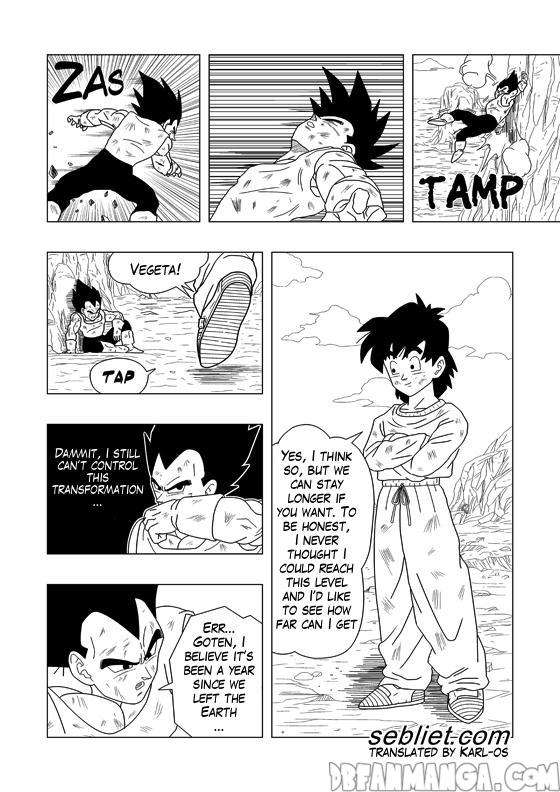 ZAS
TAMP
VEGETA!
TAP
DAMMIT, I STILL
CAN'T CONTROL
THIS
TRANSFORMATION
...
ERR...
GOTEN, I
BELIEVE IT'S
BEEN A YEAR
SINCE WE
LEFT THE
EARTH
...
YES, I THINK
SO, BUT WE
CAN STAY
LONGER IF
YOU WANT. TO
BE HONEST,
I NEVER
THOUGHT I
COULD REACH
THIS LEVEL
AND I'D LIKE
TO SEE HOW
FAR CAN I GET
sebliet.com
TRANSLATED BY KARL-OS
DBFANMANGA.COM